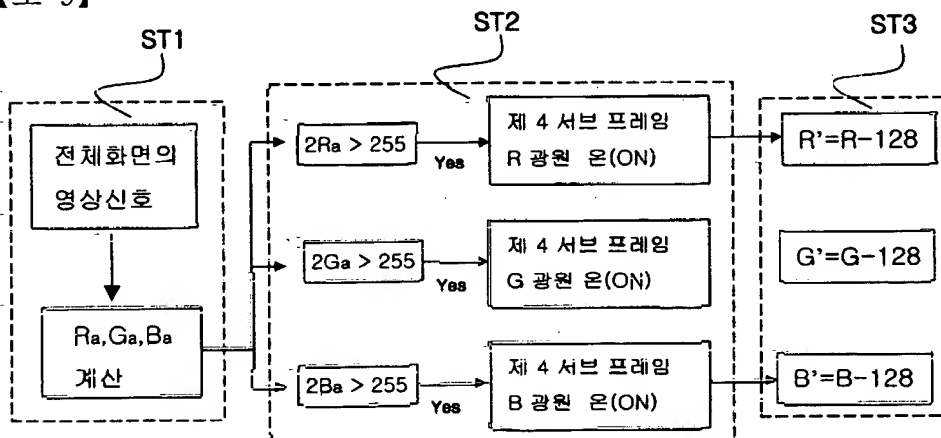 ST1
ST2
ST3
전체화면의
영상신호
Ra,Ga,Ba
계산
2Ra > 255
Yes
제 4 서브 프레임
R 광원 온(ON)
R'=R-128
2Ga > 255
Yes
제 4 서브 프레임
G 광원 온(ON)
G'=G-128
2Ba > 255
Yes
제 4 서브 프레임
B 광원 온(ON)
B'=B-128